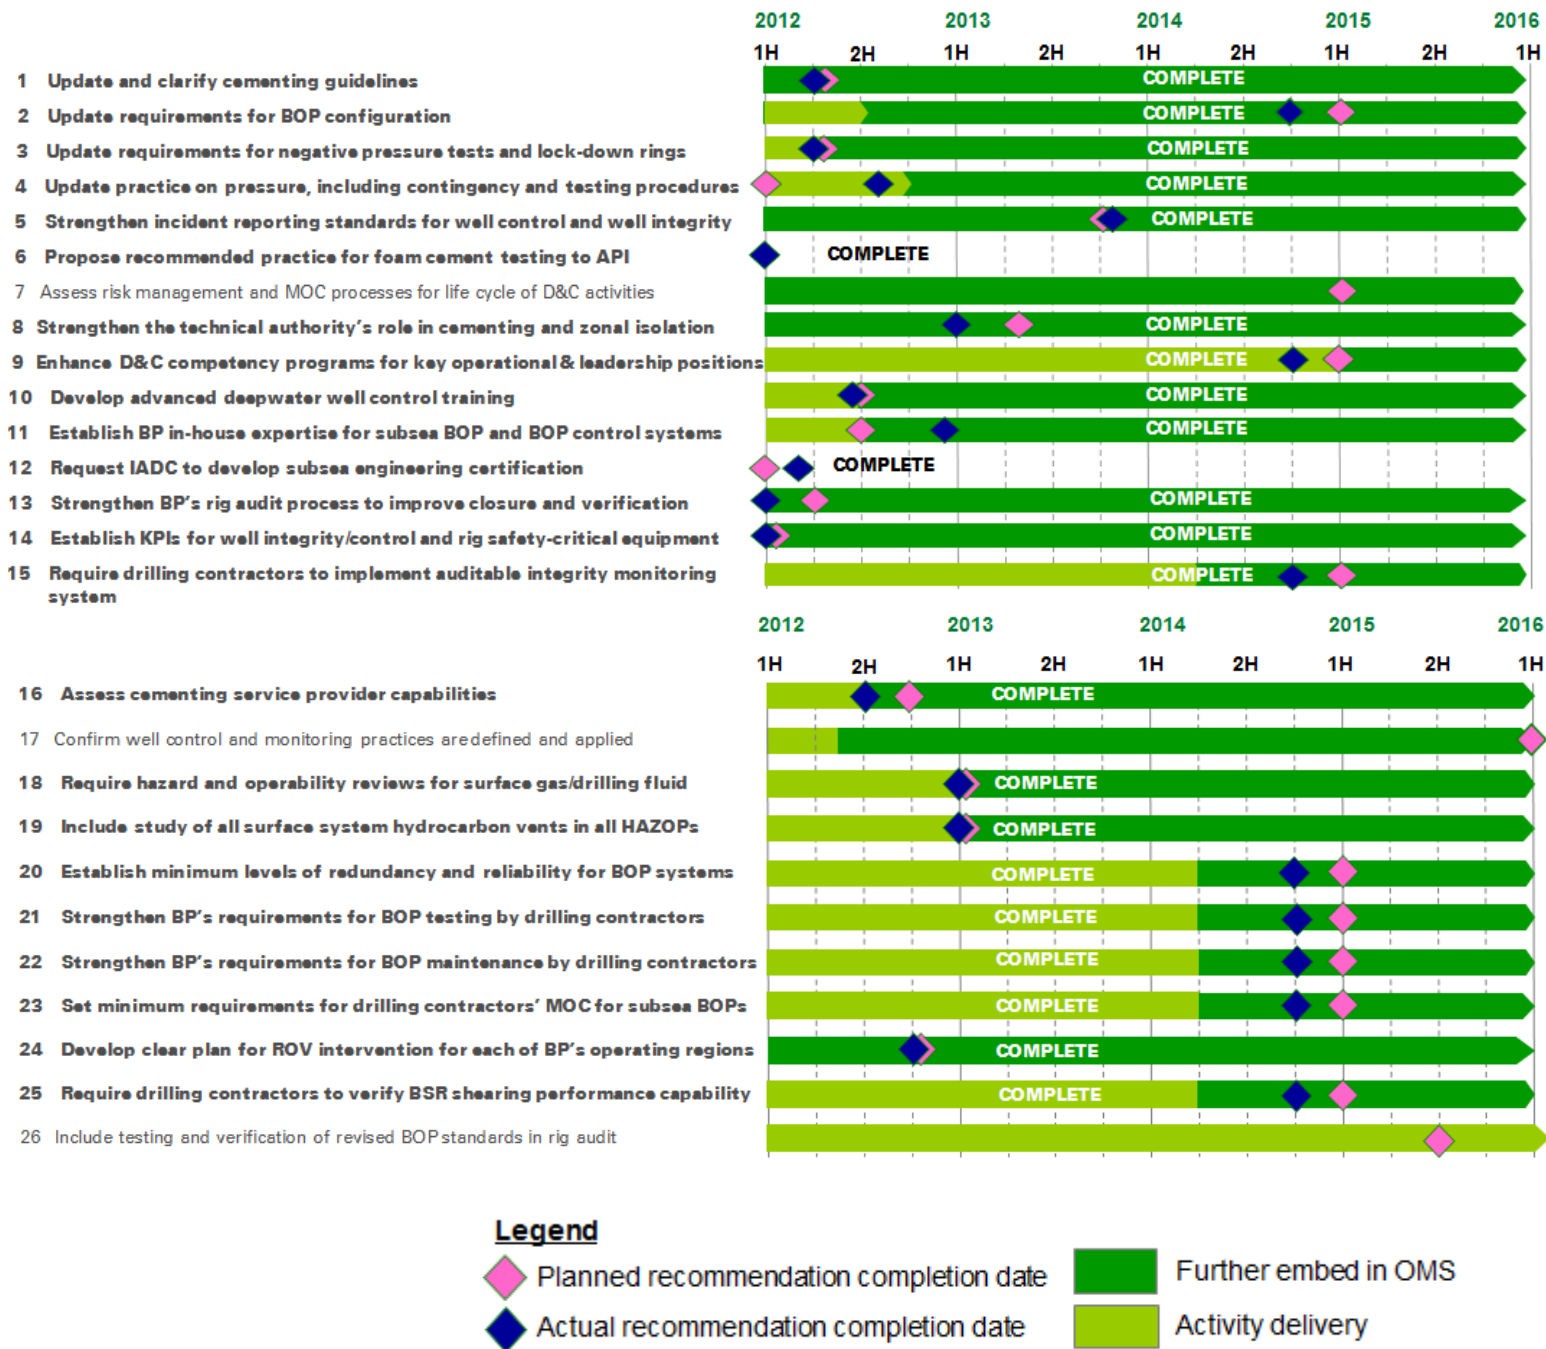 2012 2013 2014 2015 2016
1H 2H 1H 2H 1H 2H 1H 2H 1H
1 Update and clarify cementing guidelines COMPLETE
2 Update requirements for BOP configuration COMPLETE
3 Update requirements for negative pressure tests and lock-down rings COMPLETE
4 Update practice on pressure, including contingency and testing procedures COMPLETE
5 Strengthen incident reporting standards for well control and well integrity COMPLETE
6 Propose recommended practice for foam cement testing to API COMPLETE
7 Assess risk management and MOC processes for life cycle of D&C activities
8 Strengthen the technical authority's role in cementing and zonal isolation COMPLETE
9 Enhance D&C competency programs for key operational & leadership positions COMPLETE
10 Develop advanced deepwater well control training COMPLETE
11 Establish BP in-house expertise for subsea BOP and BOP control systems COMPLETE
12 Request IADC to develop subsea engineering certification COMPLETE
13 Strengthen BP's rig audit process to improve closure and verification COMPLETE
14 Establish KPIs for well integrity/control and rig safety-critical equipment COMPLETE
15 Require drilling contractors to implement auditable integrity monitoring COMPLETE
system
2012 2013 2014 2015 2016
1H 2H 1H 2H 1H 2H 1H 2H 1H
16 Assess cementing service provider capabilities COMPLETE
17 Confirm well control and monitoring practices are defined and applied
18 Require hazard and operability reviews for surface gas/drilling fluid COMPLETE
19 Include study of all surface system hydrocarbon vents in all HAZOPs COMPLETE
20 Establish minimum levels of redundancy and reliability for BOP systems COMPLETE
21 Strengthen BP's requirements for BOP testing by drilling contractors COMPLETE
22 Strengthen BP's requirements for BOP maintenance by drilling contractors COMPLETE
23 Set minimum requirements for drilling contractors' MOC for subsea BOPs COMPLETE
24 Develop clear plan for ROV intervention for each of BP's operating regions COMPLETE
25 Require drilling contractors to verify BSR shearing performance capability COMPLETE
26 Include testing and verification of revised BOP standards in rig audit
Legend
Planned recommendation completion date Further embed in OMS
Actual recommendation completion date Activity delivery